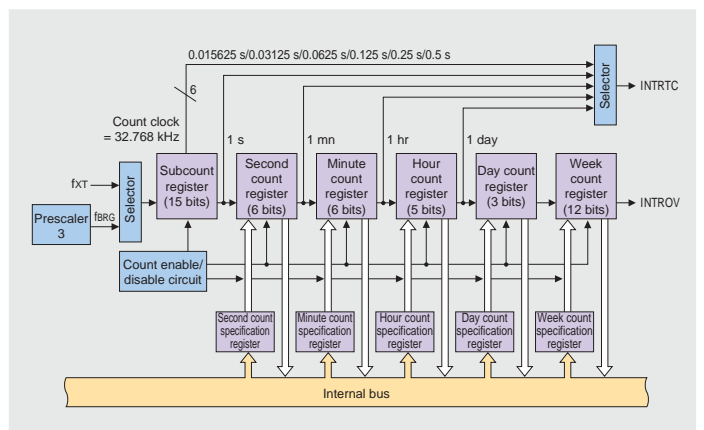 0.015625 s/0.03125 s/0.0625 s/0.125 s/0.25 s/0.5 s
Selector
INTRTC
6
Count clock
= 32.768 kHz
1 s
1 mn
1 hr
1 day
fXT
Prescaler
3
fBRG
Selector
Subcount
register
(15 bits)
Second
count
register
(6 bits)
Minute
count
register
(6 bits)
Hour
count
register
(5 bits)
Day count
register
(3 bits)
Week
count
register
(12 bits)
INTROV
Count enable/
disable circuit
Second count
specification
register
Minute count
specification
register
Hour count
specification
register
Day count
specification
register
Week count
specification
register
Internal bus